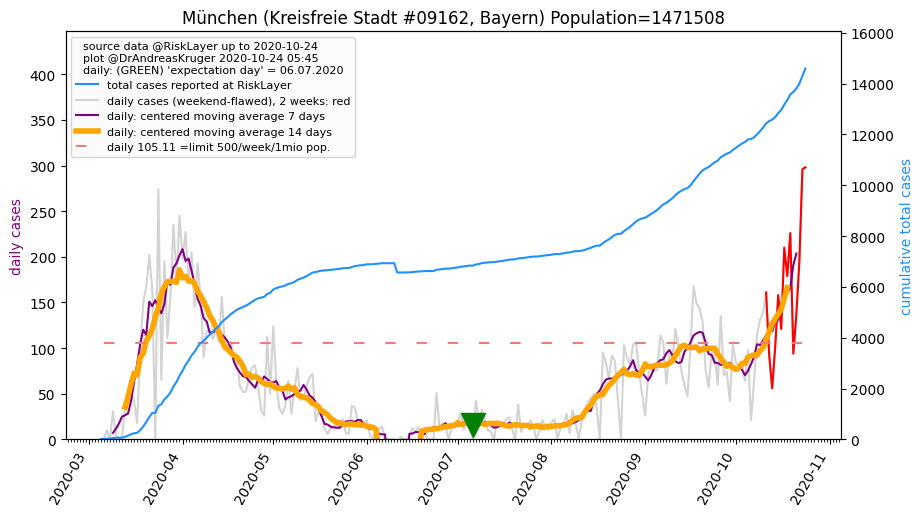 München (Kreisfreie Stadt #09162, Bayern) Population=1471508
source data @RiskLayer up to 2020-10-24
plot @DrAndreasKruger 2020-10-24 05:45
daily: (GREEN) 'expectation day' = 06.07.2020
total cases reported at RiskLayer
daily cases (weekend-flawed), 2 weeks: red
daily: centered moving average 7 days
daily: centered moving average 14 days
daily 105.11 =limit 500/week/1mio pop.
daily cases
400
350
300
250
200
150
100
50
0
cumulative total cases
16000
14000
12000
10000
8000
6000
4000
2000
0
2020-03
2020-04
2020-05
2020-06
2020-07
2020-08
2020-09
2020-10
2020-11